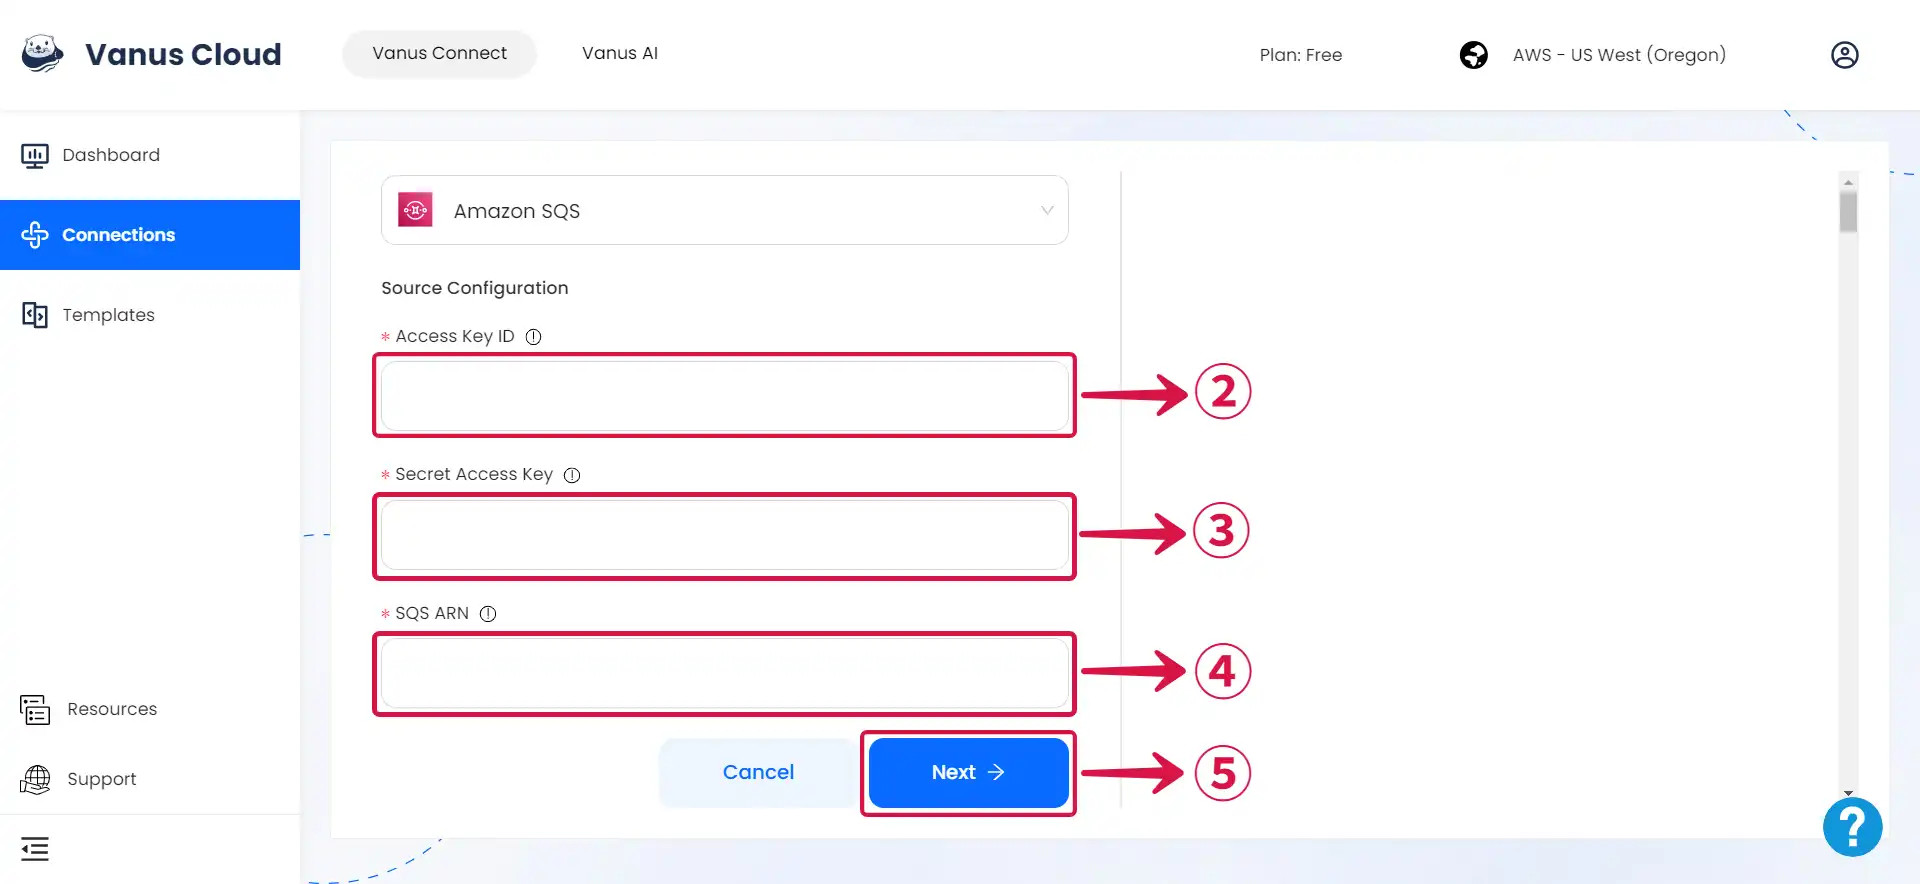 Vanus Cloud
Vanus Connect
Vanus AI
Plan: Free
AWS - US West (Oregon)
Dashboard
Connections
Templates
Resources
Support
Amazon SQS
Source Configuration
* Access Key ID
②
* Secret Access Key
③
* SQS ARN
④
Cancel
Next →
⑤
?